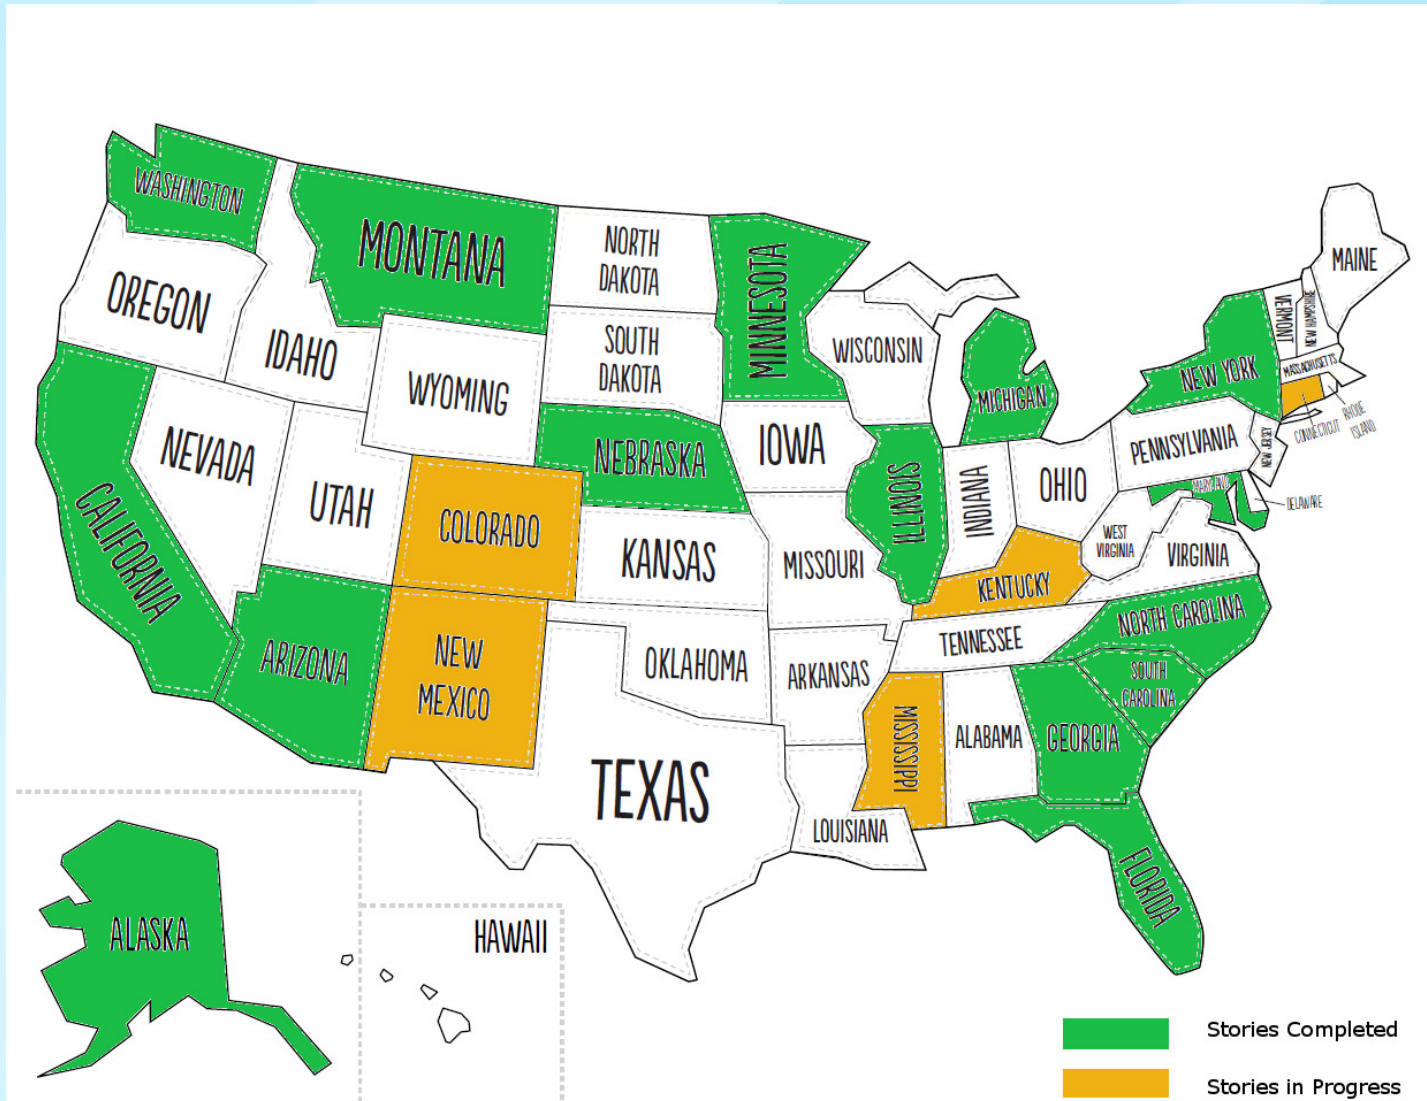 WASHINGTON
MONTANA
NORTH
DAKOTA
MINNESOTA
OREGON
IDAHO
SOUTH
DAKOTA
WISCONSIN
MICHIGAN
MAINE
VERMONT
NEW HAMPSHIRE
MASSACHUSETTS
NEW YORK
RHODE
ISLAND
CONNECTICUT
WYOMING
NEVADA
UTAH
NEBRASKA
IOWA
PENNSYLVANIA
NEW JERSEY
CALIFORNIA
COLORADO
KANSAS
MISSOURI
ILLINOIS
INDIANA
OHIO
MARYLAND
DELAWARE
WEST
VIRGINIA
VIRGINIA
KENTUCKY
ARIZONA
NEW
MEXICO
OKLAHOMA
ARKANSAS
TENNESSEE
NORTH CAROLINA
SOUTH
CAROLINA
TEXAS
LOUISIANA
MISSISSIPPI
ALABAMA
GEORGIA
FLORIDA
ALASKA
HAWAII
Stories Completed
Stories in Progress